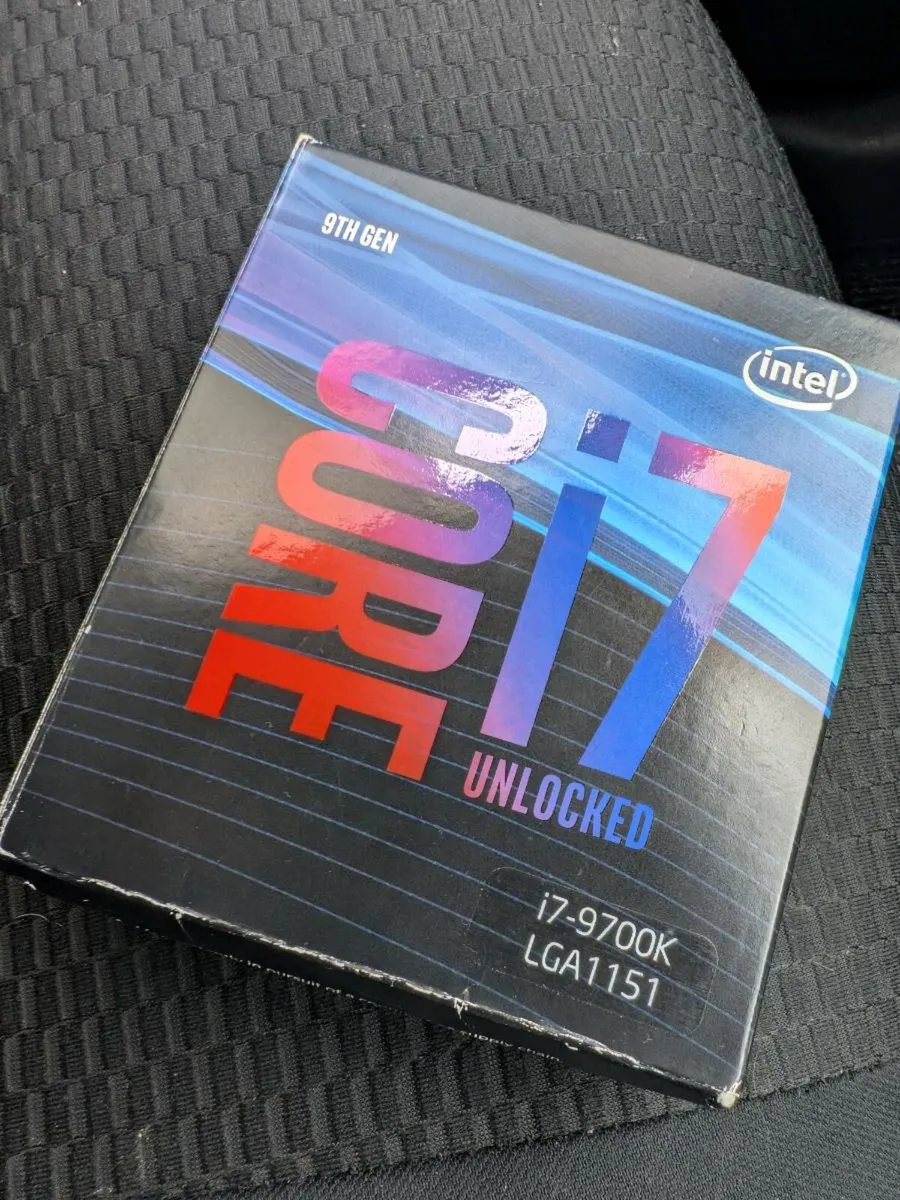 9TH GEN
intel
CORE i7
UNLOCKED
i7-9700K
LGA1151